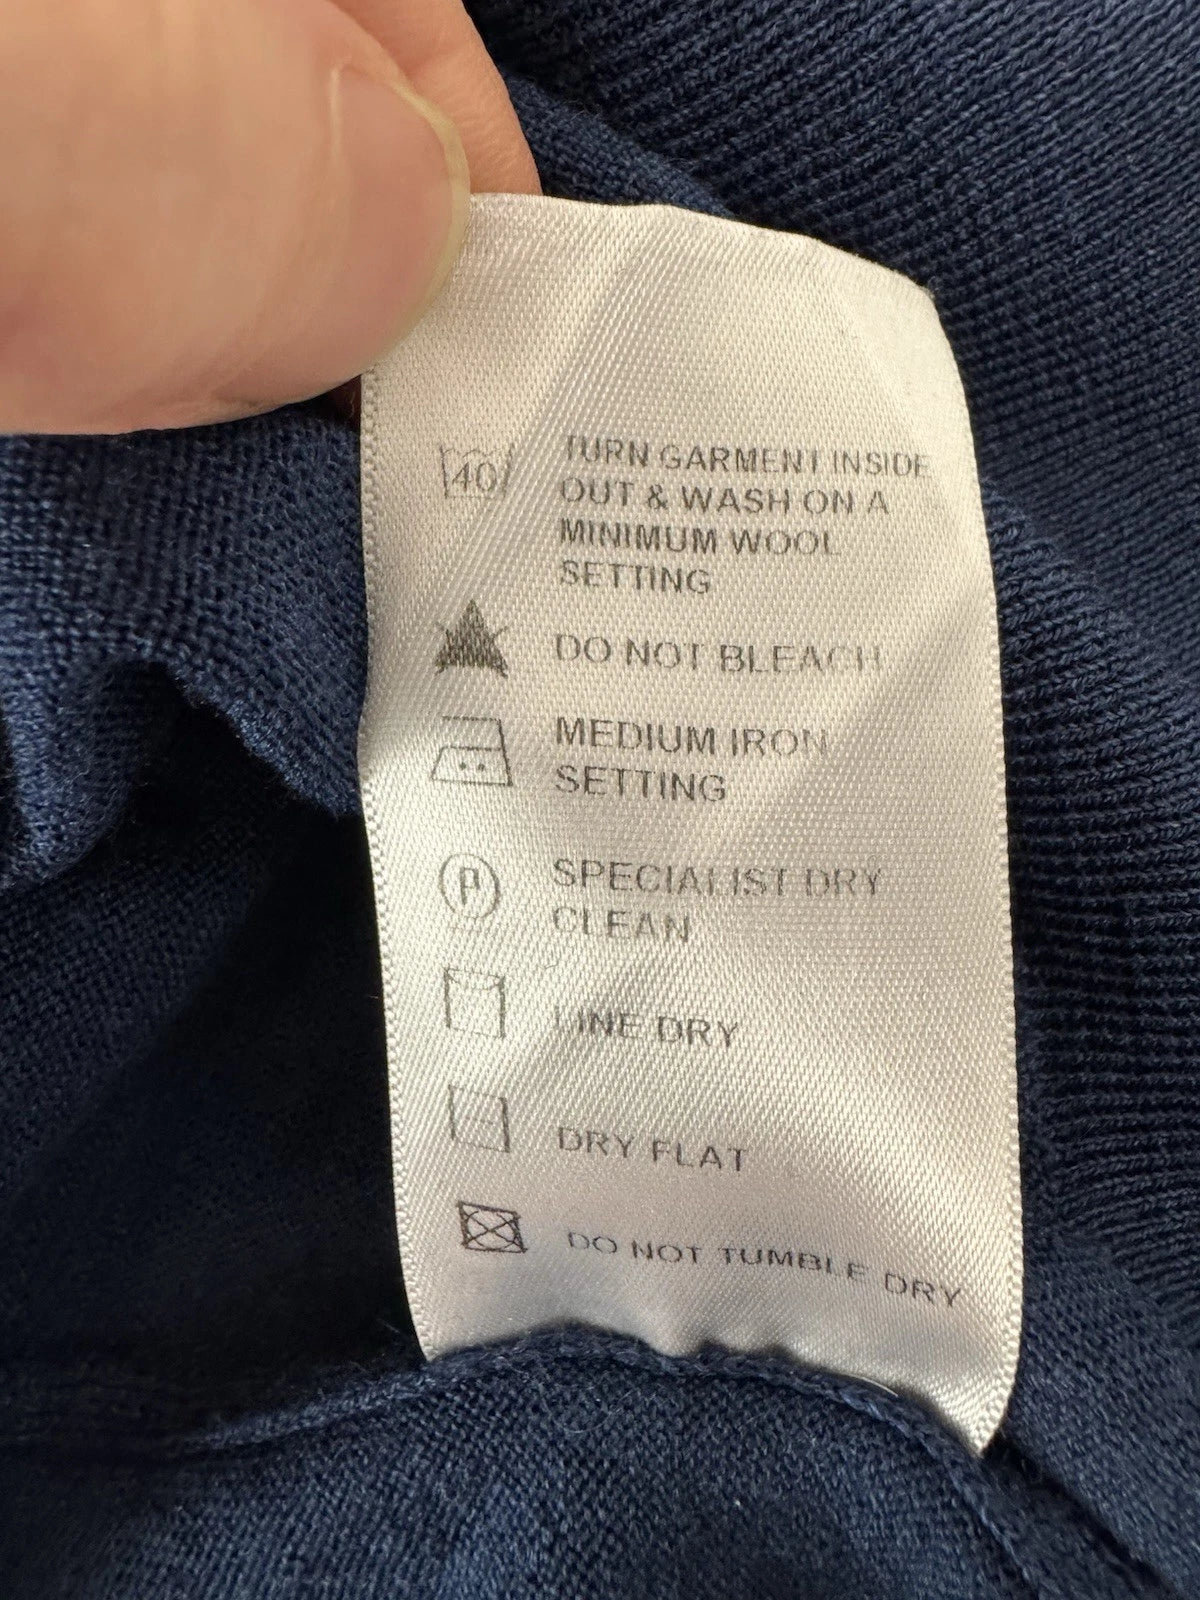 40 TURN GARMENT INSIDE
OUT & WASH ON A
MINIMUM WOOL
SETTING
DO NOT BLEACH
MEDIUM IRON
SETTING
P SPECIALIST DRY
CLEAN
LINE DRY
DRY FLAT
DO NOT TUMBLE DRY